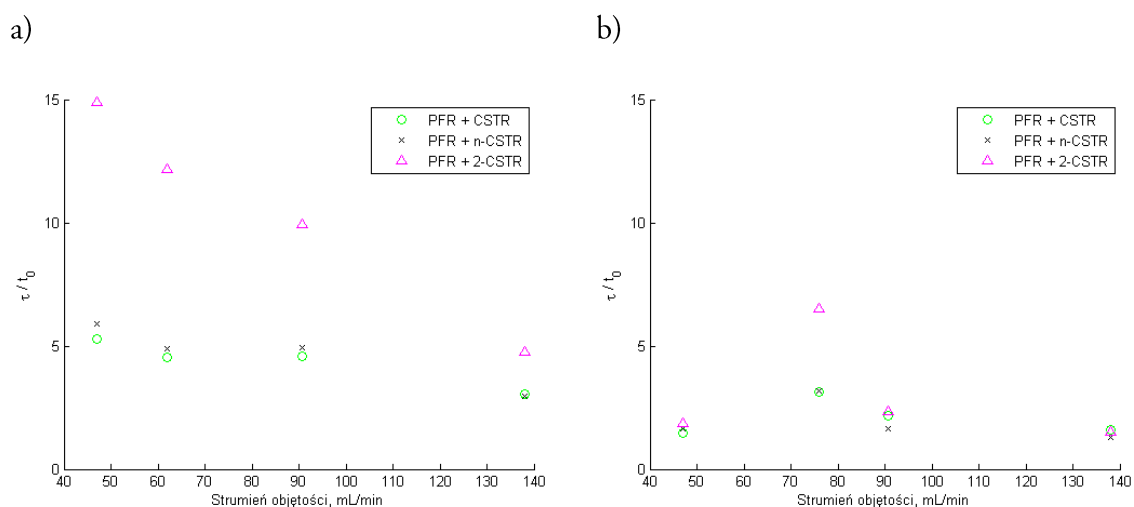 a)
15
10
5
0
τ / t0
40 50 60 70 80 90 100 110 120 130 140
Strumień objętości, mL/min
PFR + CSTR
PFR + n-CSTR
PFR + 2-CSTR
b)
15
10
5
0
τ / t0
40 50 60 70 80 90 100 110 120 130 140
Strumień objętości, mL/min
PFR + CSTR
PFR + n-CSTR
PFR + 2-CSTR